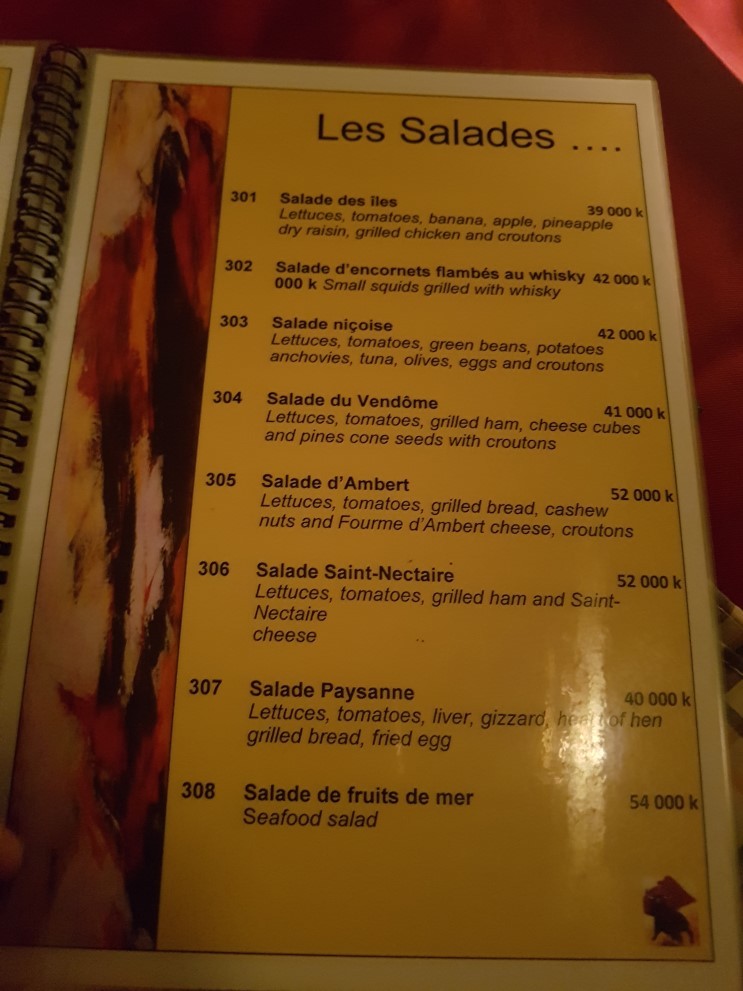 Les Salades ....
301 Salade des îles 39 000 k
Lettuces, tomatoes, banana, apple, pineapple
dry raisin, grilled chicken and croutons
302 Salade d'encornets flambés au whisky 42 000 k
000 k Small squids grilled with whisky
303 Salade niçoise 42 000 k
Lettuces, tomatoes, green beans, potatoes
anchovies, tuna, olives, eggs and croutons
304 Salade du Vendôme 41 000 k
Lettuces, tomatoes, grilled ham, cheese cubes
and pines cone seeds with croutons
305 Salade d'Ambert 52 000 k
Lettuces, tomatoes, grilled bread, cashew
nuts and Fourme d'Ambert cheese, croutons
306 Salade Saint-Nectaire 52 000 k
Lettuces, tomatoes, grilled ham and Saint-
Nectaire
cheese
307 Salade Paysanne 40 000 k
Lettuces, tomatoes, liver, gizzard, heart of hen
grilled bread, fried egg
308 Salade de fruits de mer 54 000 k
Seafood salad